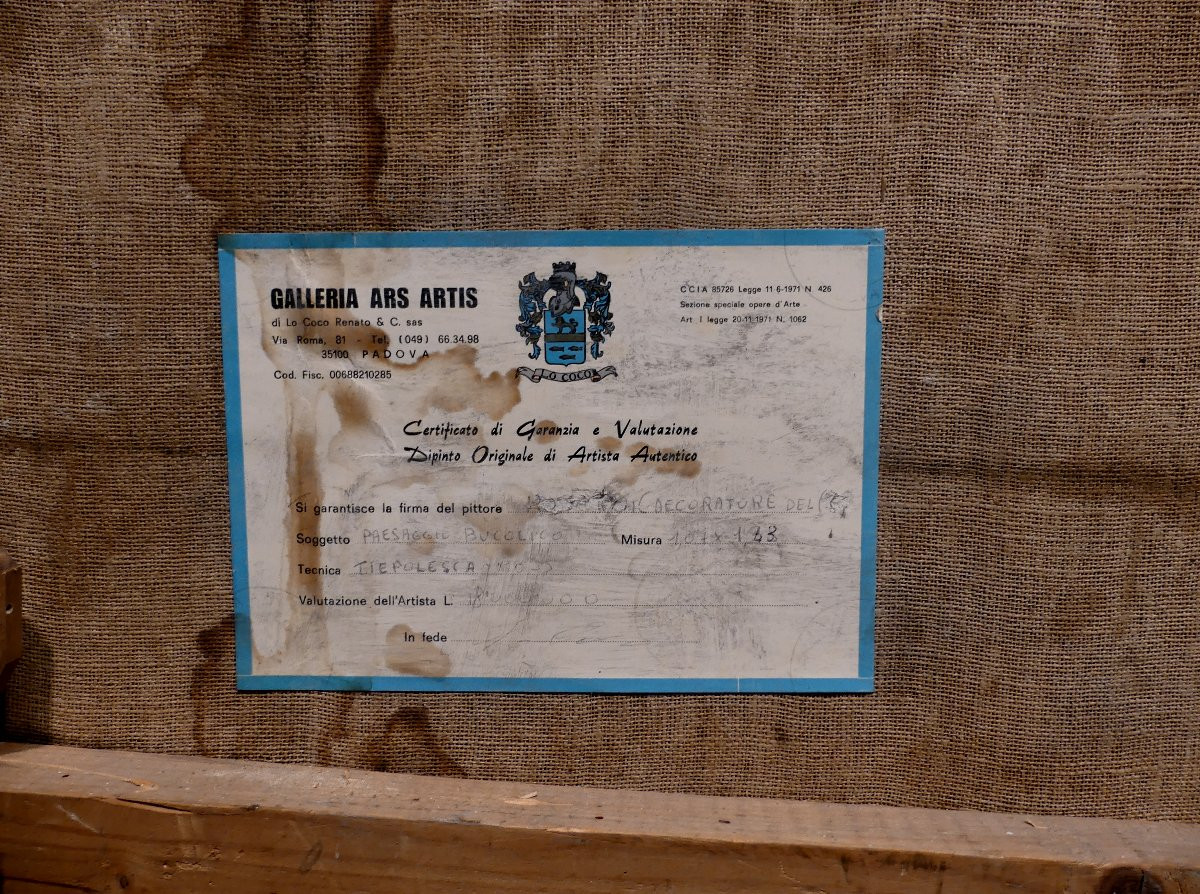 GALLERIA ARS ARTIS
di Lo Coco Renato & C. sas
Via Roma, 81 - Tel. (049) 66.34.98
35100 PADOVA
Cod. Fisc. 00688210285
LO COCO
CCIA 85726 Legge 11 6-1971 N. 426
Sezione speciale opere d'Arte
Art. I legge 20-11-1971 N. 1062
Certificato di Garanzia e Valutazione
Dipinto Originale di Artista Autentico
Si garantisce la firma del pittore DECORATORE DEL
Soggetto PAESAGGIO BUCOLICO Misura
Tecnica
Valutazione dell'Artista L.
In fede